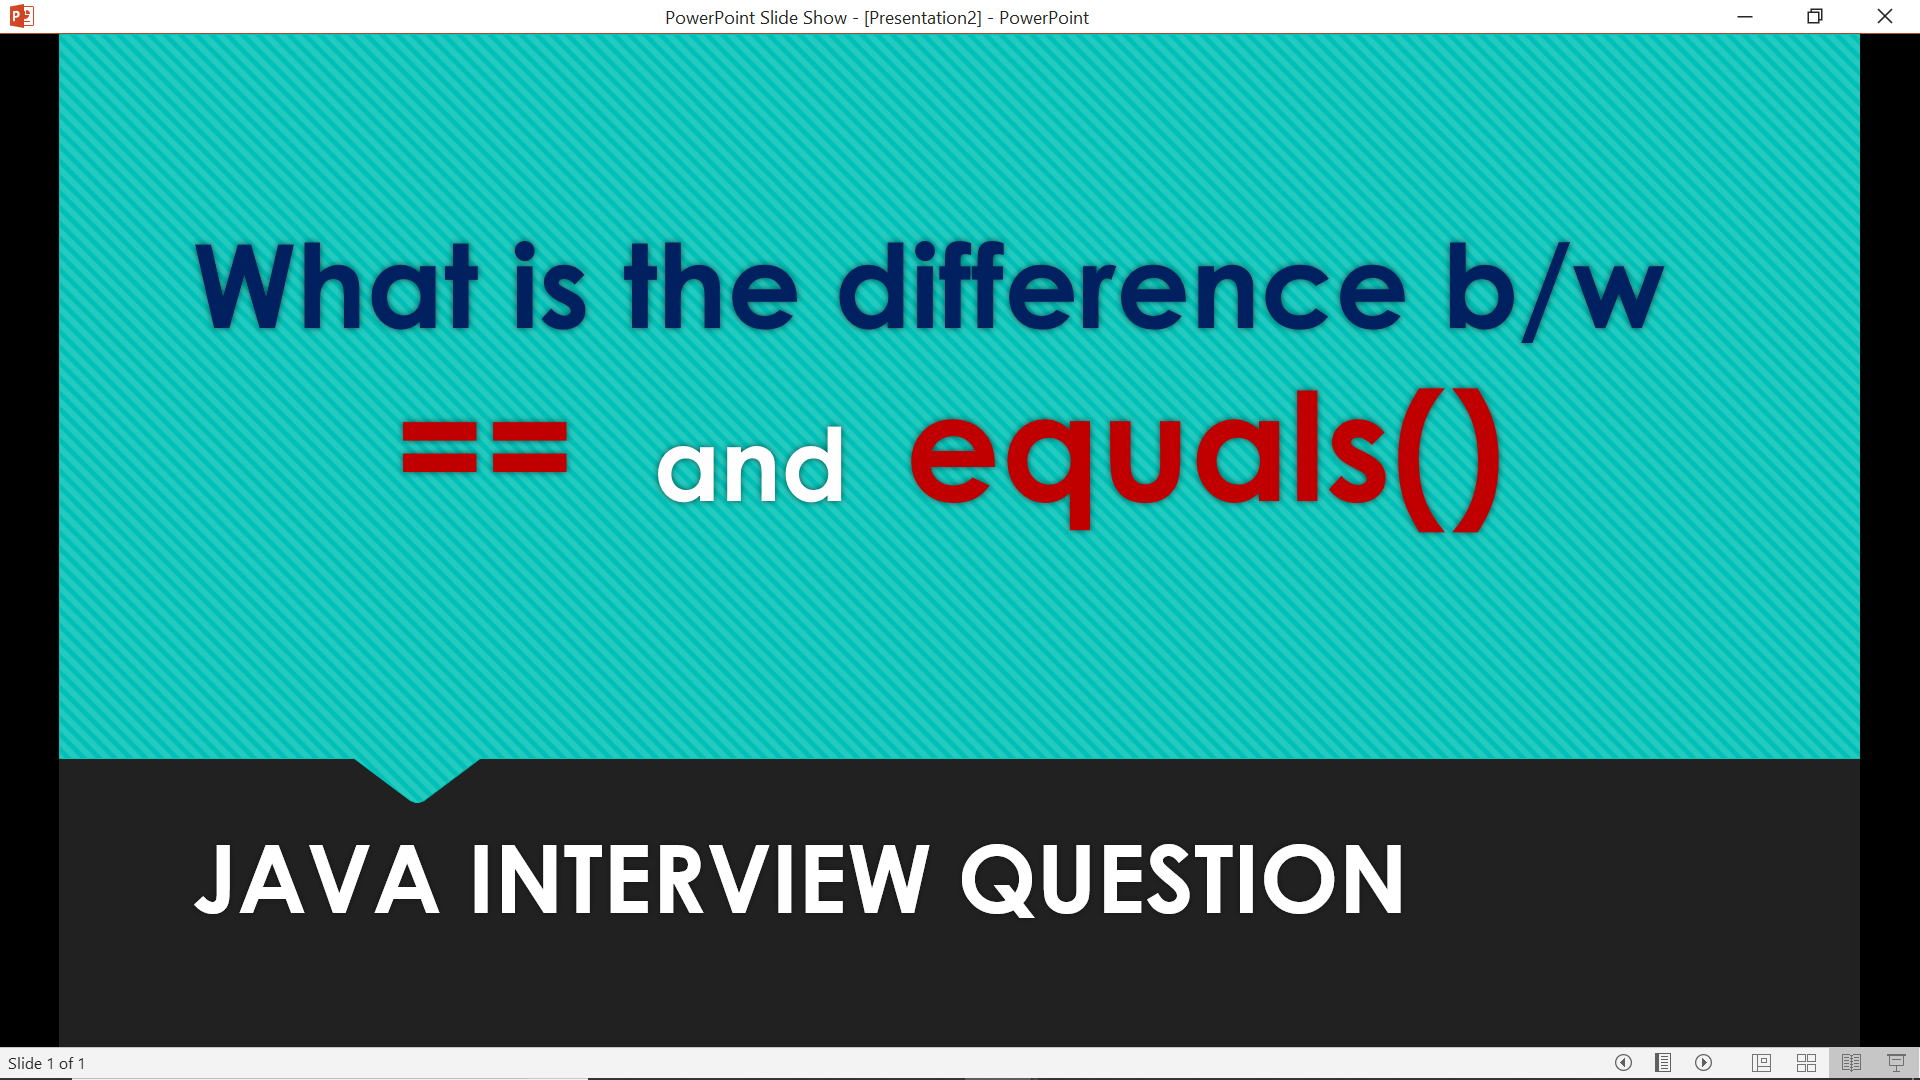 PowerPoint Slide Show - [Presentation2] - PowerPoint
What is the difference b/w
== and equals()
JAVA INTERVIEW QUESTION
Slide 1 of 1